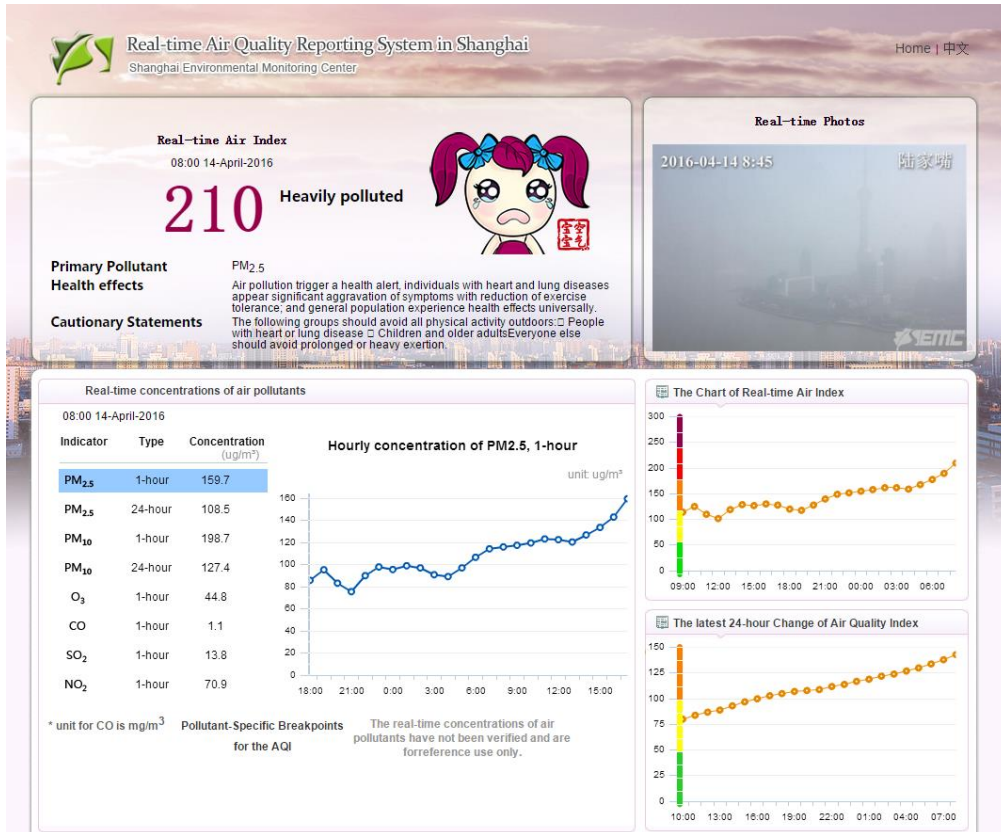 Real-time Air Quality Reporting System in Shanghai
Shanghai Environmental Monitoring Center
Home | 中文
Real-time Air Index
08:00 14-April-2016
210
Heavily polluted
空气宝宝
Primary Pollutant
PM2.5
Health effects
Air pollution trigger a health alert, individuals with heart and lung diseases
appear significant aggravation of symptoms with reduction of exercise
tolerance; and general population experience health effects universally.
Cautionary Statements
The following groups should avoid all physical activity outdoors:□ People
with heart or lung disease □ Children and older adultsEveryone else
should avoid prolonged or heavy exertion.
Real-time Photos
2016-04-14 8:45
陆家嘴
SEMC
Real-time concentrations of air pollutants
08:00 14-April-2016
Indicator Type Concentration
(ug/m³)
PM2.5 1-hour 159.7
PM2.5 24-hour 108.5
PM10 1-hour 198.7
PM10 24-hour 127.4
O3 1-hour 44.8
CO 1-hour 1.1
SO2 1-hour 13.8
NO2 1-hour 70.9
* unit for CO is mg/m3
Pollutant-Specific Breakpoints
for the AQI
Hourly concentration of PM2.5, 1-hour
unit: ug/m³
160
140
120
100
80
60
40
20
0
18:00 21:00 0:00 3:00 6:00 9:00 12:00 15:00
The real-time concentrations of air
pollutants have not been verified and are
forreference use only.
The Chart of Real-time Air Index
300
250
200
150
100
50
0
09:00 12:00 15:00 18:00 21:00 00:00 03:00 06:00
The latest 24-hour Change of Air Quality Index
150
125
100
75
50
25
0
10:00 13:00 16:00 19:00 22:00 01:00 04:00 07:00